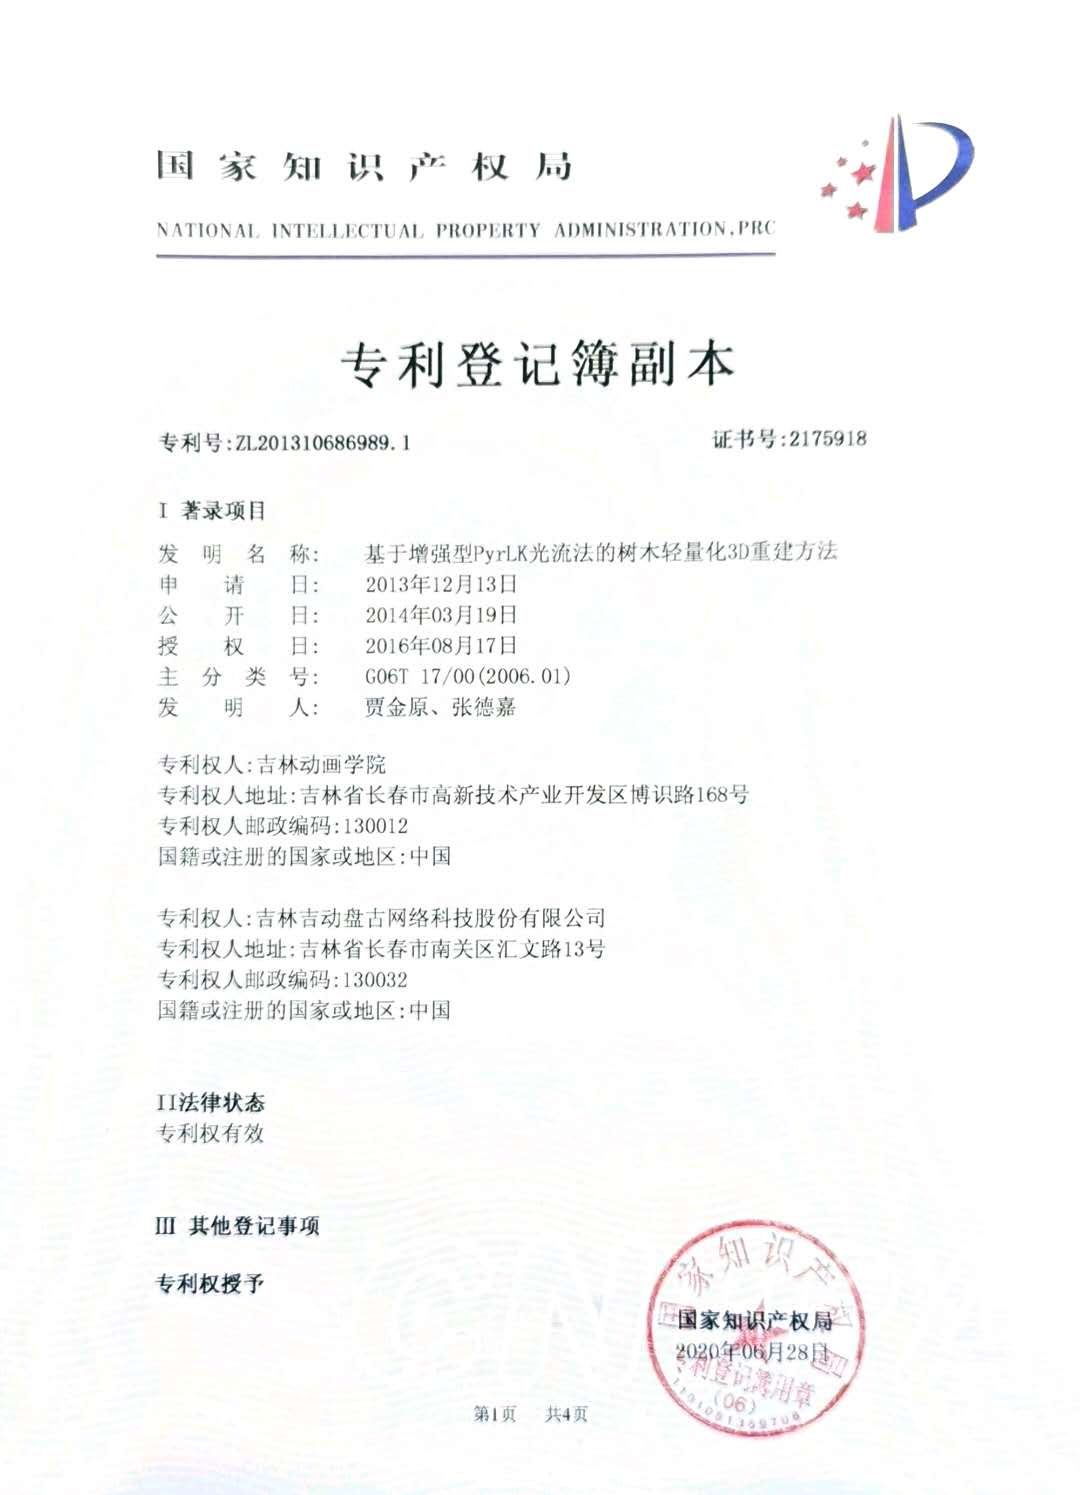 国家知识产权局
NATIONAL INTELLECTUAL PROPERTY ADMINISTRATION,PRC
专利登记簿副本
专利号:ZL201310686989.1 证书号:2175918
I 著录项目
发明名称: 基于增强型PyrLK光流法的树木轻量化3D重建方法
申请日: 2013年12月13日
公开日: 2014年03月19日
授权日: 2016年08月17日
主分类号: G06T 17/00(2006.01)
发明人: 贾金原、张德嘉
专利权人:吉林动画学院
专利权人地址:吉林省长春市高新技术产业开发区博识路168号
专利权人邮政编码:130012
国籍或注册的国家或地区:中国
专利权人:吉林吉动盘古网络科技股份有限公司
专利权人地址:吉林省长春市南关区汇文路13号
专利权人邮政编码:130032
国籍或注册的国家或地区:中国
II法律状态
专利权有效
III 其他登记事项
专利权授予
国家知识产权局
国家知识产权局
2020年06月28日
专利登记簿用章
(06)
第1页 共4页